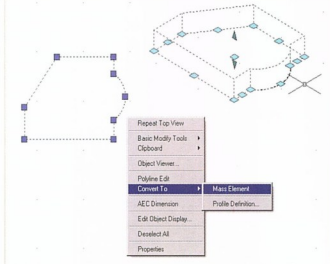 Repeat Top View
Basic Modify Tools
Clipboard
Object Viewer...
Polyline Edit
Convert To
Mass Element
AEC Dimension
Profile Definition...
Edit Object Display...
Deselect All
Properties